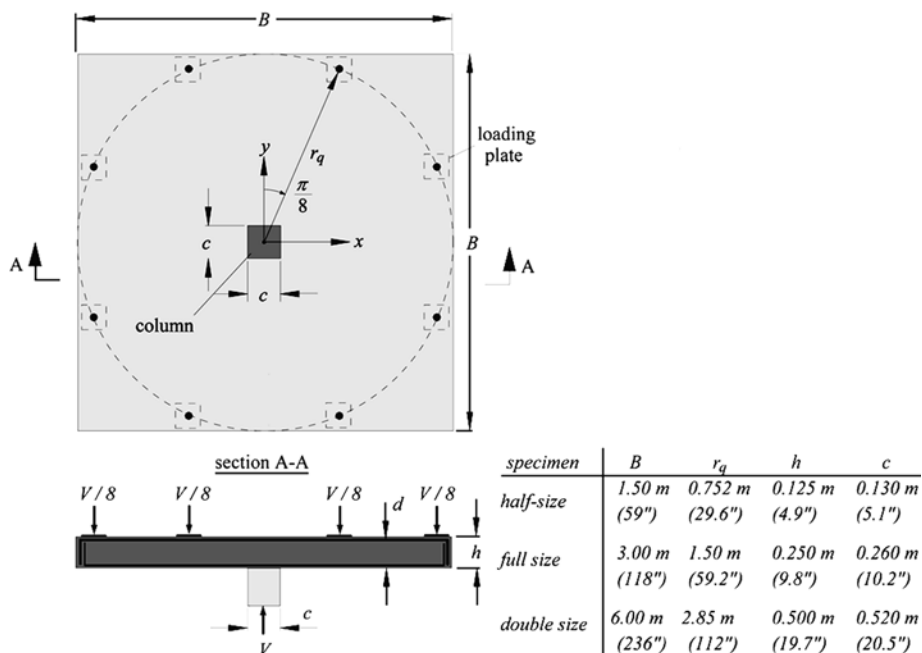 B
r_q
π/8
y
x
c
c
B
loading
plate
A
A
column
section A-A
V / 8 V / 8 V / 8 V / 8
d
h
c
V
specimen B r_q h c
half-size 1.50 m 0.752 m 0.125 m 0.130 m
(59") (29.6") (4.9") (5.1")
full size 3.00 m 1.50 m 0.250 m 0.260 m
(118") (59.2") (9.8") (10.2")
double size 6.00 m 2.85 m 0.500 m 0.520 m
(236") (112") (19.7") (20.5")